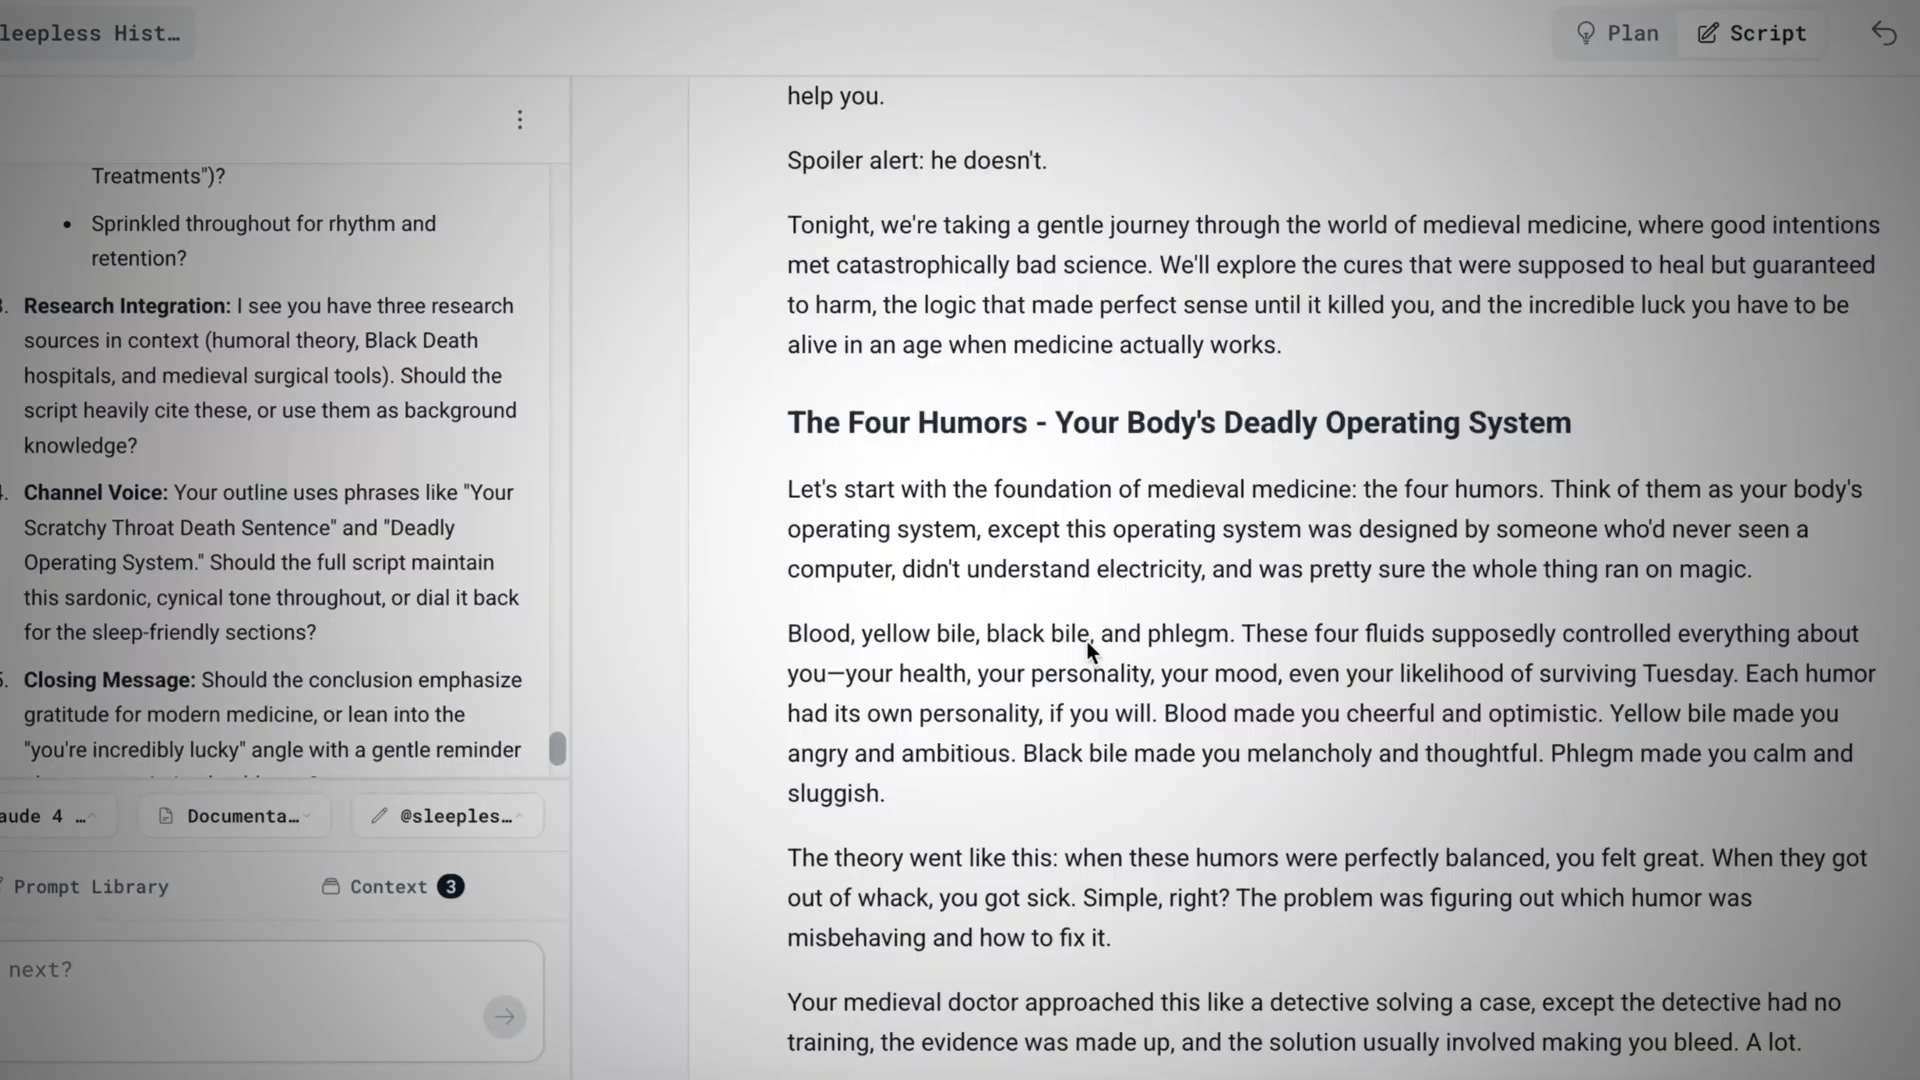 leepless Hist…
Plan
Script
Treatments")?
• Sprinkled throughout for rhythm and
retention?
Research Integration: I see you have three research
sources in context (humoral theory, Black Death
hospitals, and medieval surgical tools). Should the
script heavily cite these, or use them as background
knowledge?
Channel Voice: Your outline uses phrases like "Your
Scratchy Throat Death Sentence" and "Deadly
Operating System." Should the full script maintain
this sardonic, cynical tone throughout, or dial it back
for the sleep-friendly sections?
5. Closing Message: Should the conclusion emphasize
gratitude for modern medicine, or lean into the
"you're incredibly lucky" angle with a gentle reminder
aude 4 …
Documenta…
@sleeples…
Prompt Library
Context 3
next?
help you.
Spoiler alert: he doesn't.
Tonight, we're taking a gentle journey through the world of medieval medicine, where good intentions
met catastrophically bad science. We'll explore the cures that were supposed to heal but guaranteed
to harm, the logic that made perfect sense until it killed you, and the incredible luck you have to be
alive in an age when medicine actually works.
The Four Humors - Your Body's Deadly Operating System
Let's start with the foundation of medieval medicine: the four humors. Think of them as your body's
operating system, except this operating system was designed by someone who'd never seen a
computer, didn't understand electricity, and was pretty sure the whole thing ran on magic.
Blood, yellow bile, black bile, and phlegm. These four fluids supposedly controlled everything about
you—your health, your personality, your mood, even your likelihood of surviving Tuesday. Each humor
had its own personality, if you will. Blood made you cheerful and optimistic. Yellow bile made you
angry and ambitious. Black bile made you melancholy and thoughtful. Phlegm made you calm and
sluggish.
The theory went like this: when these humors were perfectly balanced, you felt great. When they got
out of whack, you got sick. Simple, right? The problem was figuring out which humor was
misbehaving and how to fix it.
Your medieval doctor approached this like a detective solving a case, except the detective had no
training, the evidence was made up, and the solution usually involved making you bleed. A lot.